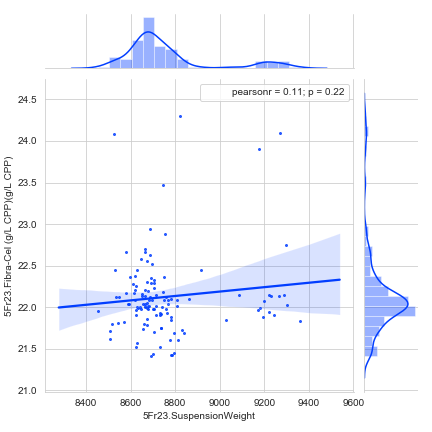 pearsonr = 0.11; p = 0.22
24.5
24.0
23.5
23.0
22.5
22.0
21.5
21.0
5Fr23.Fibra-Cel (g/L CPP)(g/L CPP)
8400 8600 8800 9000 9200 9400 9600
5Fr23.SuspensionWeight